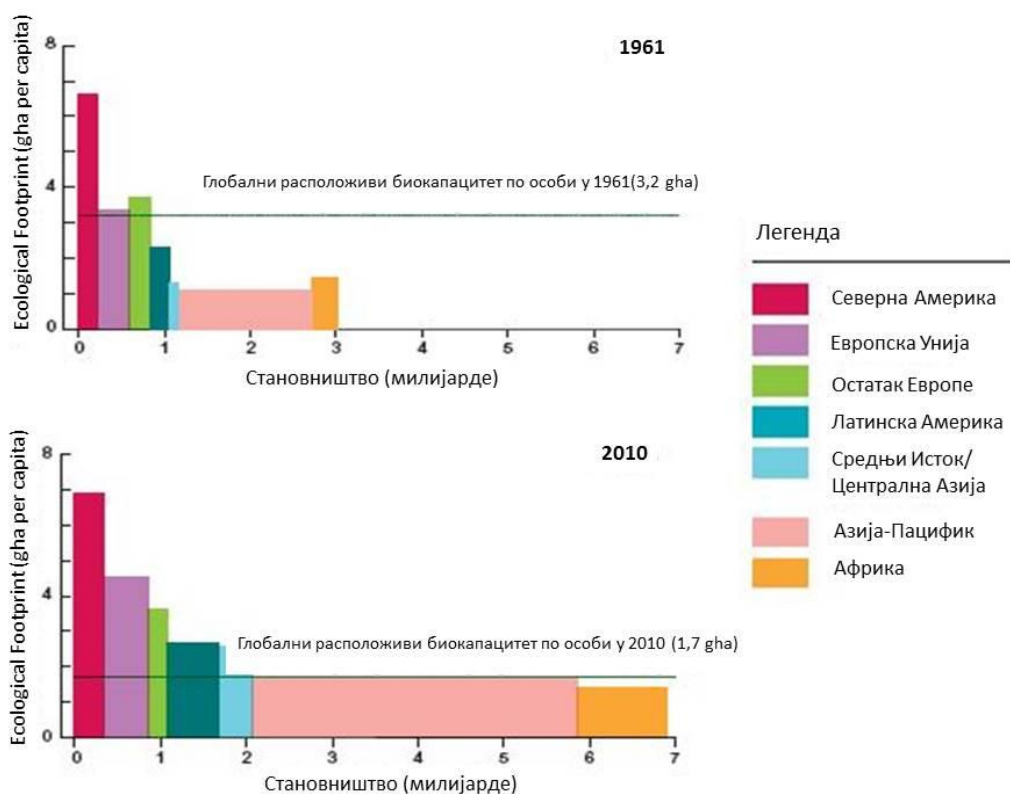 1961
Ecological Footprint (gha per capita)
8
4
0
Глобални расположиви биокапацитет по особи у 1961(3,2 gha)
0 1 2 3 4 5 6 7
Становништво (милијарде)
2010
Ecological Footprint (gha per capita)
8
4
0
Глобални расположиви биокапацитет по особи у 2010 (1,7 gha)
0 1 2 3 4 5 6 7
Становништво (милијарде)
Легенда
Северна Америка
Европска Унија
Остатак Европе
Латинска Америка
Средњи Исток/
Централна Азија
Азија-Пацифик
Африка